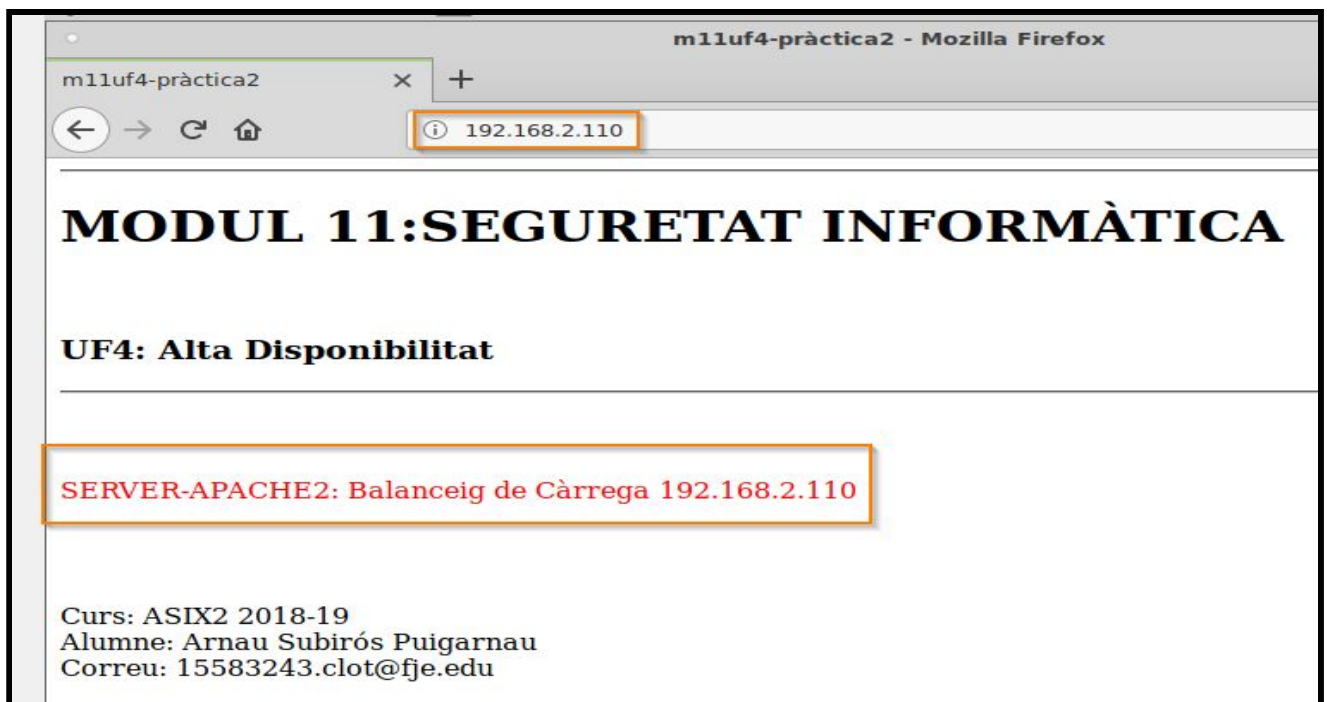 m11uf4-pràctica2 - Mozilla Firefox
m11uf4-pràctica2
192.168.2.110
MODUL 11:SEGURETAT INFORMÀTICA
UF4: Alta Disponibilitat
SERVER-APACHE2: Balanceig de Càrrega 192.168.2.110
Curs: ASIX2 2018-19
Alumne: Arnau Subirós Puigarnau
Correu: 15583243.clot@fje.edu